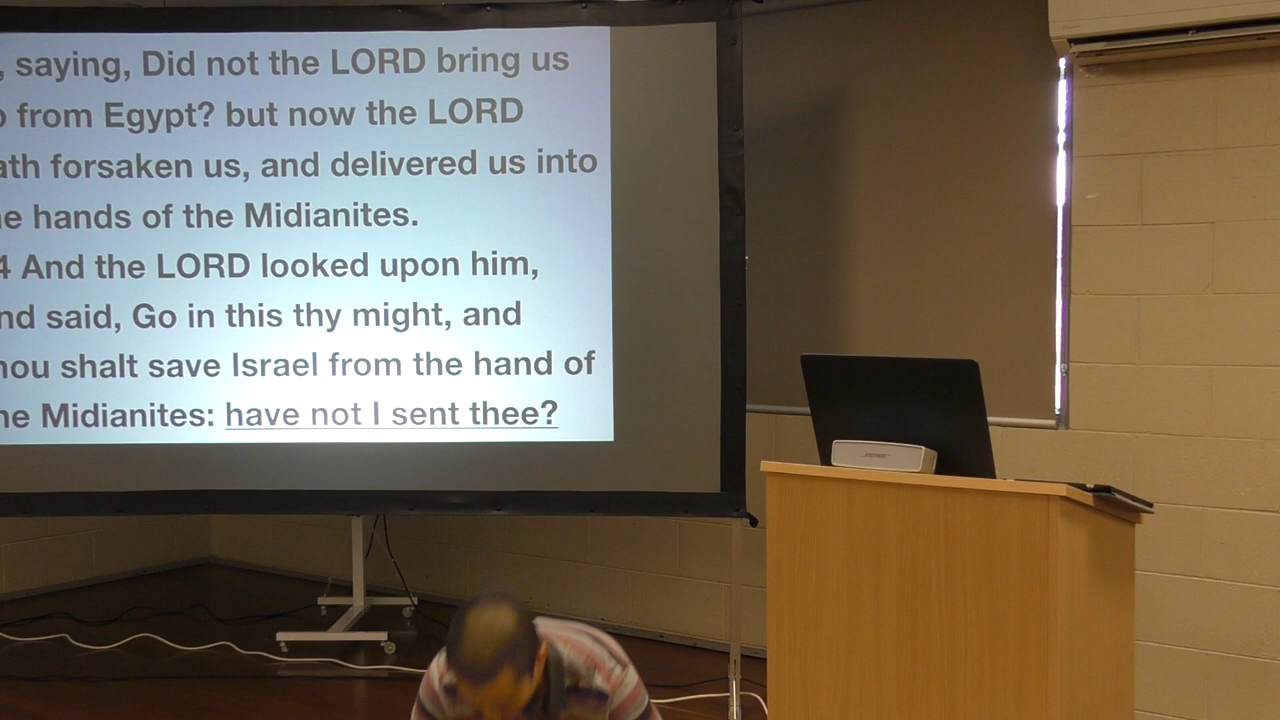 , saying, Did not the LORD bring us
from Egypt? but now the LORD
ath forsaken us, and delivered us into
e hands of the Midianites.
4 And the LORD looked upon him,
nd said, Go in this thy might, and
hou shalt save Israel from the hand of
he Midianites: have not I sent thee?
BOSE